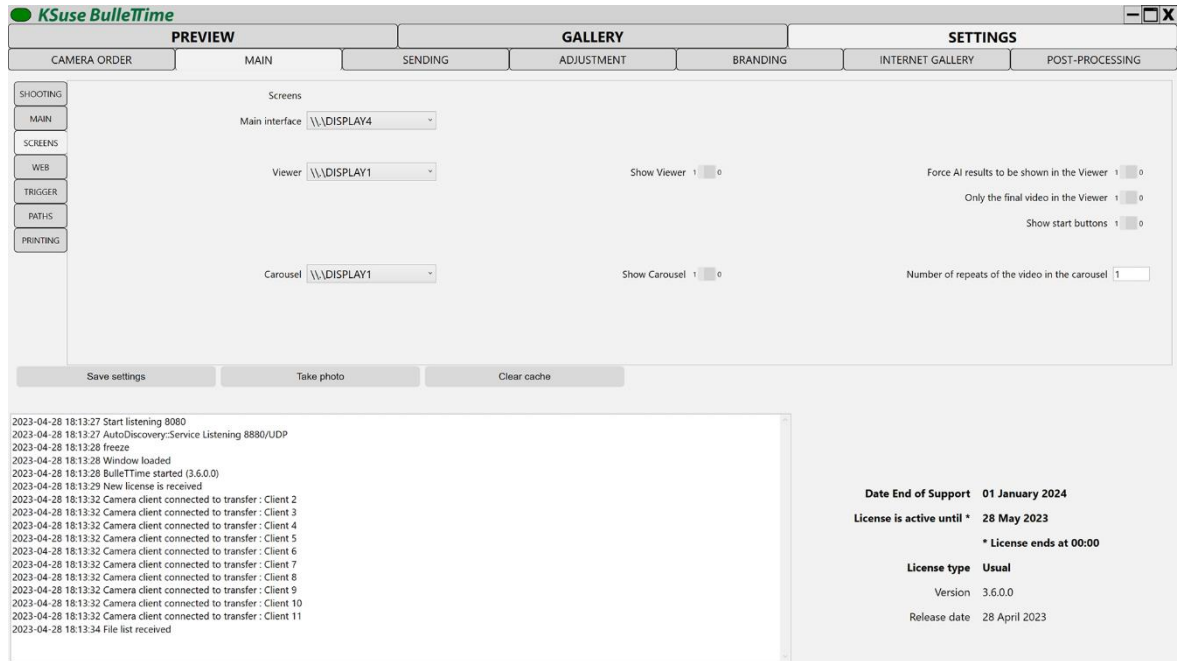 KSuse BulleTime
PREVIEW GALLERY SETTINGS
CAMERA ORDER MAIN SENDING ADJUSTMENT BRANDING INTERNET GALLERY POST-PROCESSING
SHOOTING
MAIN
SCREENS
WEB
TRIGGER
PATHS
PRINTING
Screens
Main interface \\.\DISPLAY4
Viewer \\.\DISPLAY1 Show Viewer 1 0 Force AI results to be shown in the Viewer 1 0
Only the final video in the Viewer 1 0
Show start buttons 1 0
Carousel \\.\DISPLAY1 Show Carousel 1 0 Number of repeats of the video in the carousel 1
Save settings Take photo Clear cache
2023-04-28 18:13:27 Start listening 8080
2023-04-28 18:13:27 AutoDiscovery::Service Listening 8880/UDP
2023-04-28 18:13:28 freeze
2023-04-28 18:13:28 Window loaded
2023-04-28 18:13:28 BulleTTime started (3.6.0.0)
2023-04-28 18:13:29 New license is received
2023-04-28 18:13:32 Camera client connected to transfer : Client 2
2023-04-28 18:13:32 Camera client connected to transfer : Client 3
2023-04-28 18:13:32 Camera client connected to transfer : Client 4
2023-04-28 18:13:32 Camera client connected to transfer : Client 5
2023-04-28 18:13:32 Camera client connected to transfer : Client 6
2023-04-28 18:13:32 Camera client connected to transfer : Client 7
2023-04-28 18:13:32 Camera client connected to transfer : Client 8
2023-04-28 18:13:32 Camera client connected to transfer : Client 9
2023-04-28 18:13:32 Camera client connected to transfer : Client 10
2023-04-28 18:13:32 Camera client connected to transfer : Client 11
2023-04-28 18:13:34 File list received
Date End of Support 01 January 2024
License is active until * 28 May 2023
* License ends at 00:00
License type Usual
Version 3.6.0.0
Release date 28 April 2023